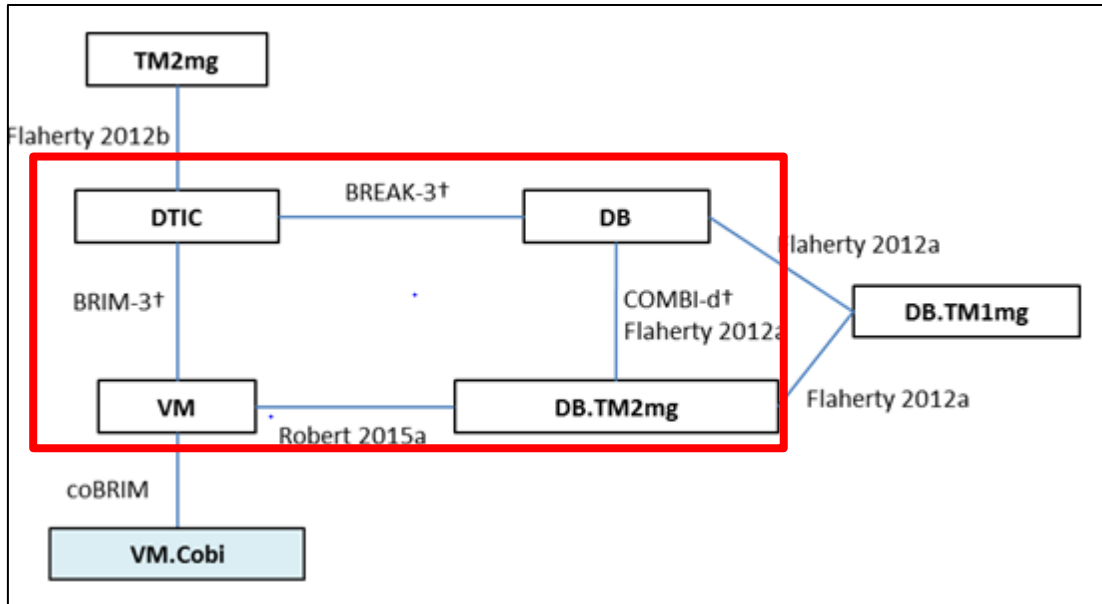 TM2mg
Flaherty 2012b
DTIC
BREAK-3†
DB
Flaherty 2012a
BRIM-3†
COMBI-d†
Flaherty 2012a
DB.TM1mg
VM
DB.TM2mg
Flaherty 2012a
Robert 2015a
coBRIM
VM.Cobi